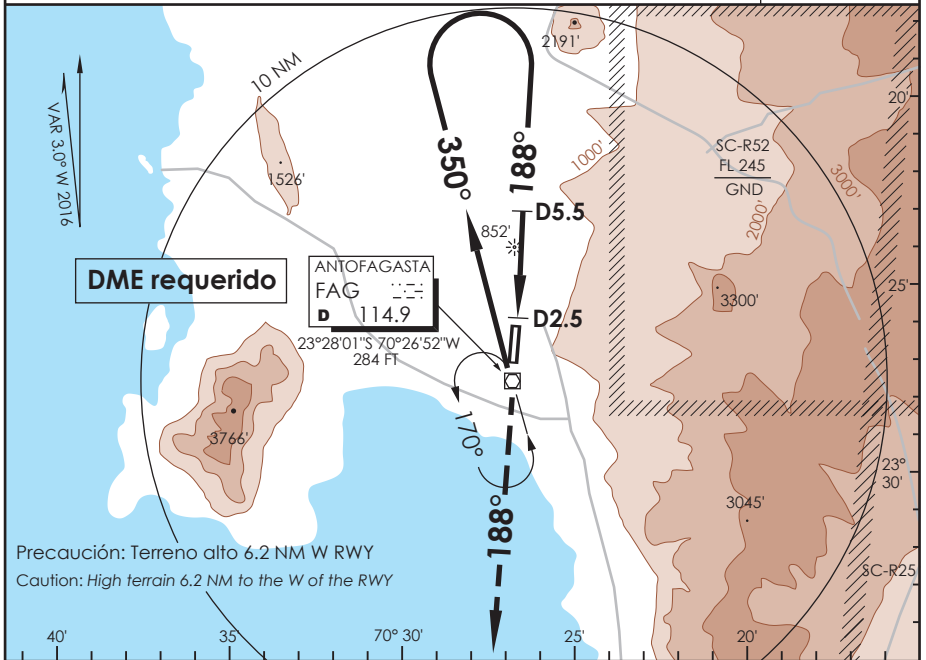 2191'
10 NM
20'
VAR 3.0° W 2016
1526'
350°
188°
1000'
SC-R52
FL 245
GND
3000'
2000'
D5.5
852'
DME requerido
ANTOFAGASTA
FAG
D 114.9
23°28'01"S 70°26'52"W
284 FT
D2.5
25'
3300'
3766'
170°
188°
23°
30'
3045'
Precaución: Terreno alto 6.2 NM W RWY
Caution: High terrain 6.2 NM to the W of the RWY
SC-R25
40'
35'
70° 30'
25'
20'